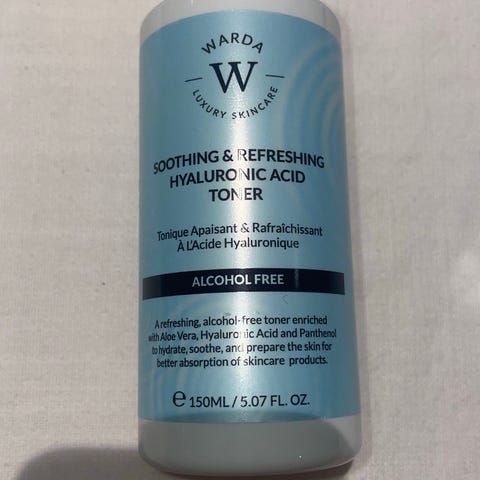 WARDA
W
LUXURY SKINCARE
SOOTHING & REFRESHING
HYALURONIC ACID
TONER
Tonique Apaisant & Rafraîchissant
À L'Acide Hyaluronique
ALCOHOL FREE
A refreshing, alcohol-free toner enriched
with Aloe Vera, Hyaluronic Acid and Panthenol
to hydrate, soothe, and prepare the skin for
better absorption of skincare products.
℮ 150ML / 5.07 FL. OZ.